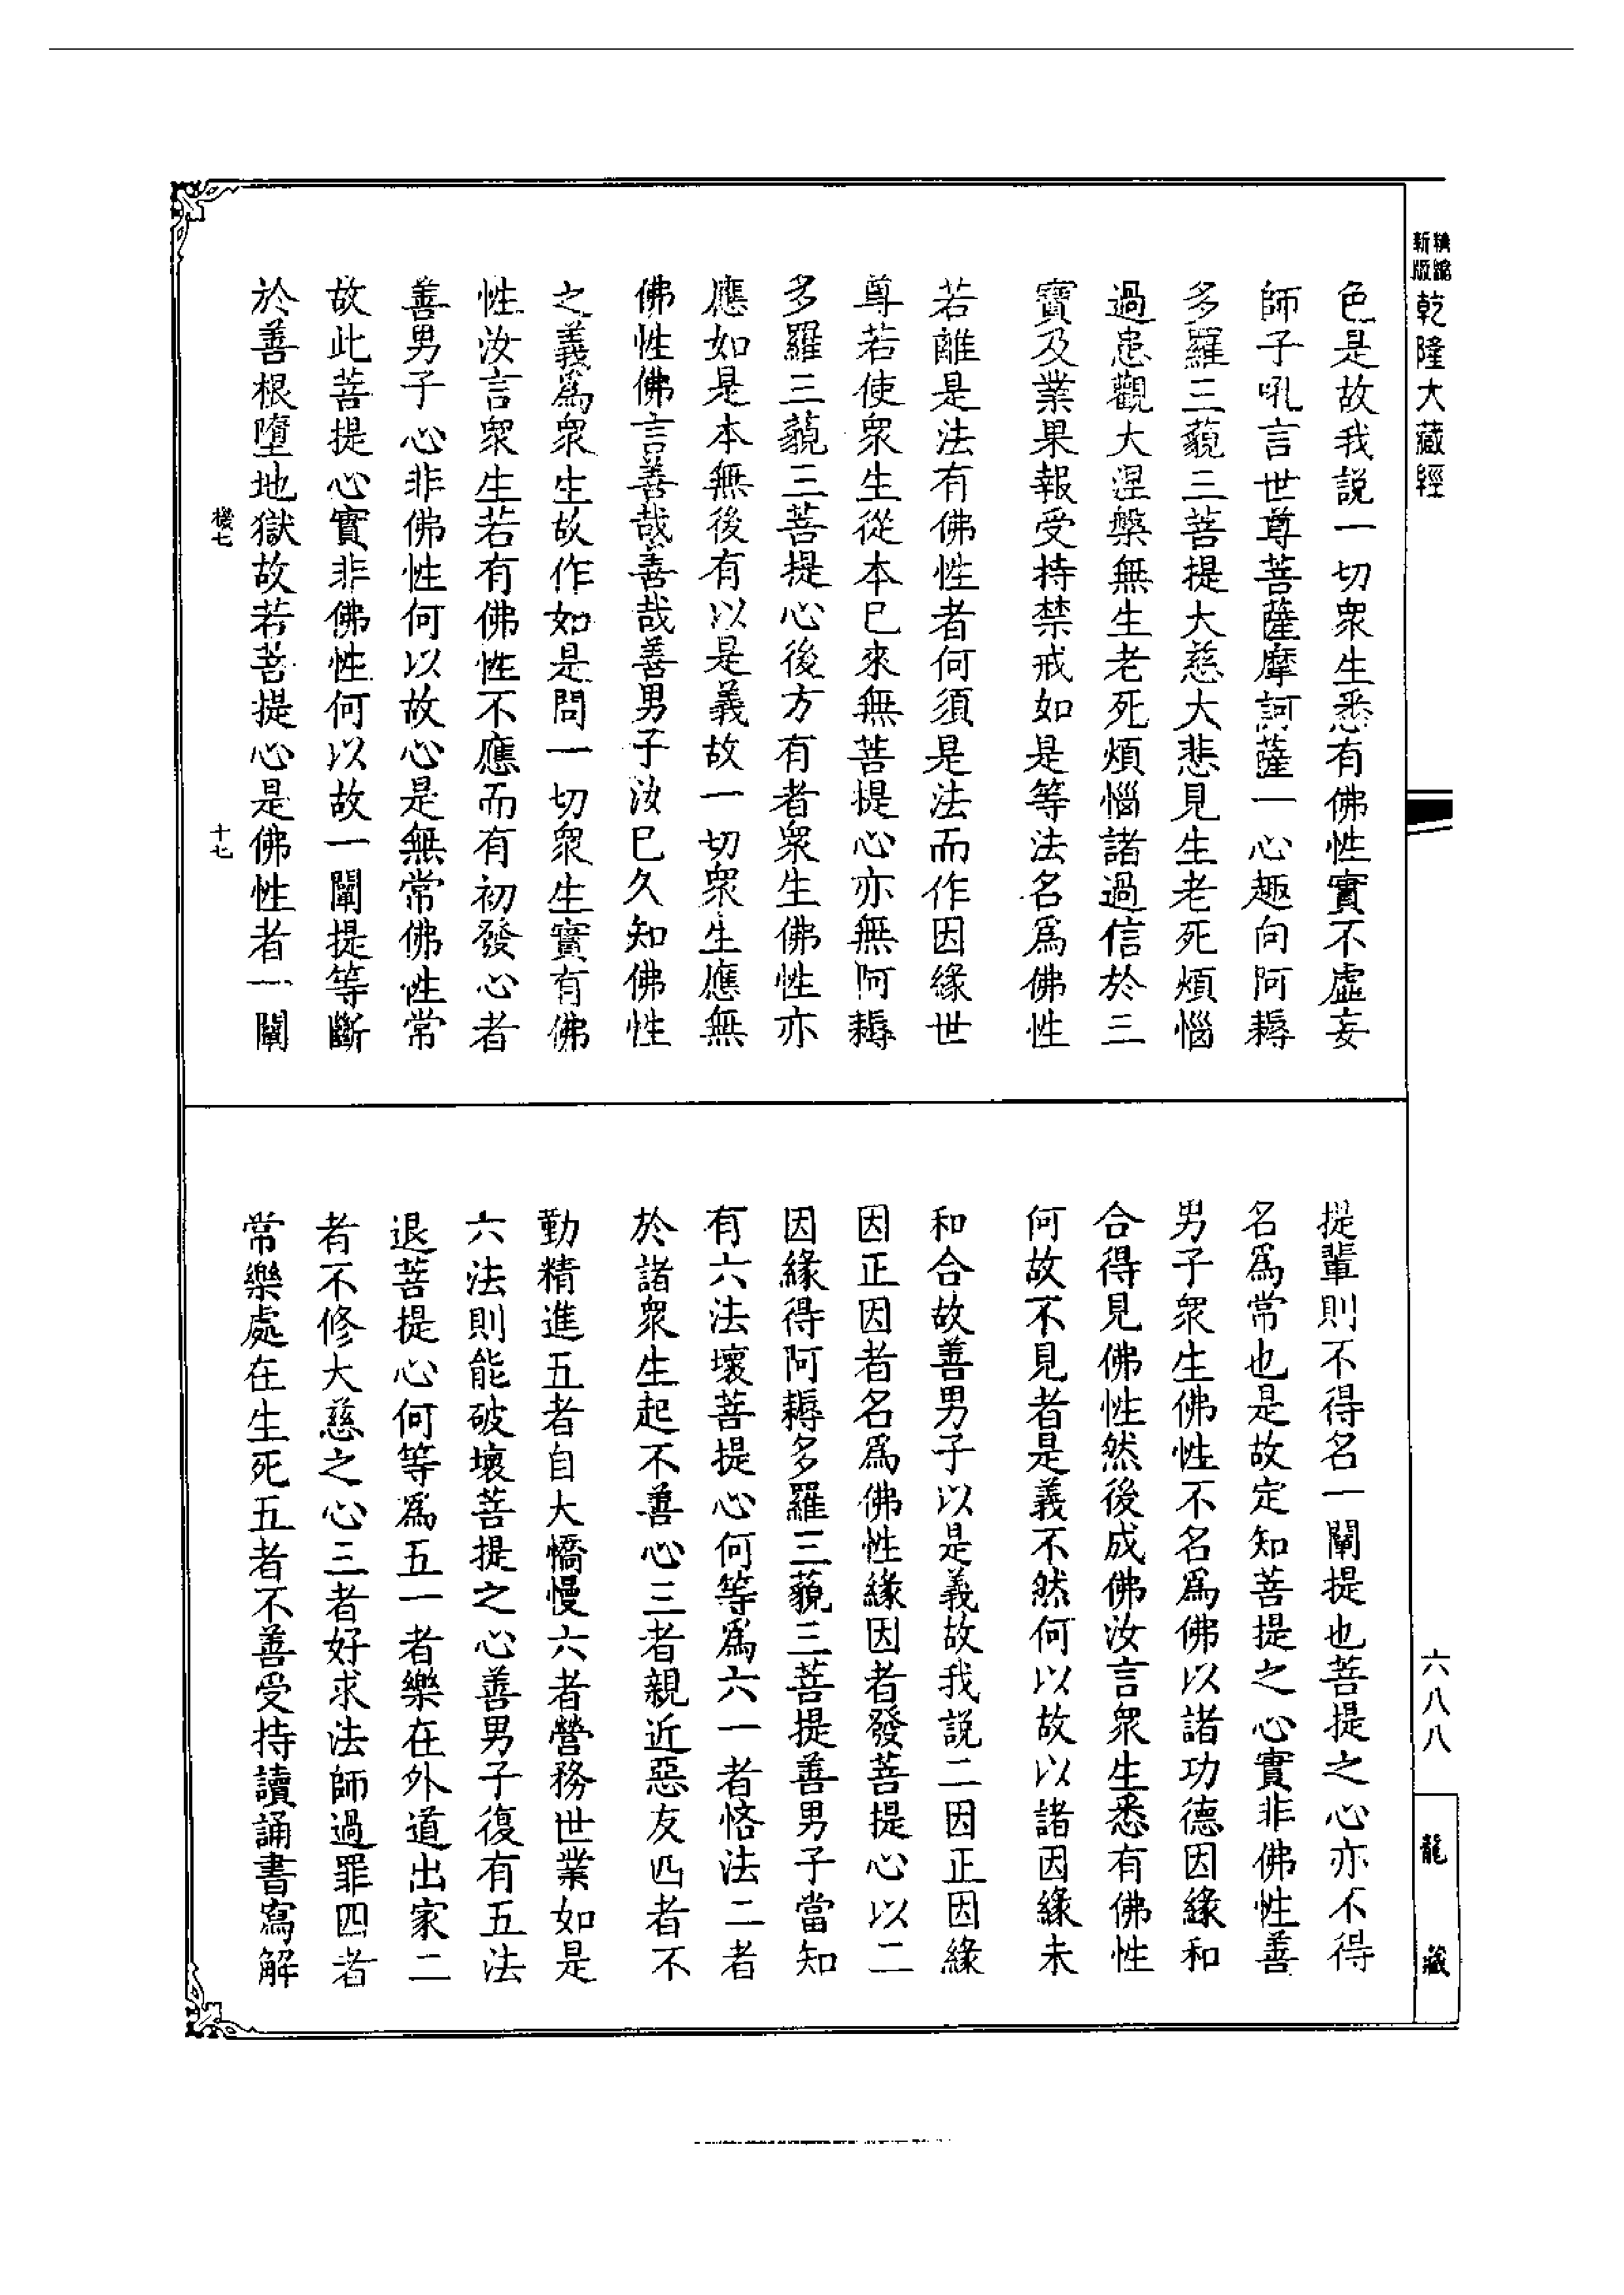 精縮新版乾隆大藏經
色是故我說一切衆生悉有佛性實不虛妄
師子吼言世尊菩薩摩訶薩一心趣向阿耨
多羅三藐三菩提大慈大悲見生老死煩惱
過患觀大涅槃無生老死煩惱諸過信於三
寶及業果報受持禁戒如是等法名爲佛性
若離是法有佛性者何須是法而作因緣世
尊若使衆生從本已來無菩提心亦無阿耨
多羅三藐三菩提心後方有者衆生佛性亦
應如是本無後有以是義故一切衆生應無
佛性佛言善哉善哉善男子汝已久知佛性
之義爲衆生故作如是問一切衆生實有佛
性汝言衆生若有佛性不應而有初發心者
善男子心非佛性何以故心是無常佛性常
故此菩提心實非佛性何以故一闡提等斷
於善根墮地獄故若菩提心是佛性者一闡
機七
十七
提輩則不得名一闡提也菩提之心亦不得
名爲常也是故定知菩提之心實非佛性善
男子衆生佛性不名爲佛以諸功德因緣和
合得見佛性然後成佛汝言衆生悉有佛性
何故不見者是義不然何以故以諸因緣未
和合故善男子以是義故我說二因正因緣
因正因者名爲佛性緣因者發菩提心以二
因緣得阿耨多羅三藐三菩提善男子當知
有六法壞菩提心何等爲六一者悋法二者
於諸衆生起不善心三者親近惡友四者不
勤精進五者自大憍慢六者營務世業如是
六法則能破壞菩提之心善男子復有五法
退菩提心何等爲五一者樂在外道出家二
者不修大慈之心三者好求法師過罪四者
常樂處在生死五者不善受持讀誦書寫解
六八八
龍藏